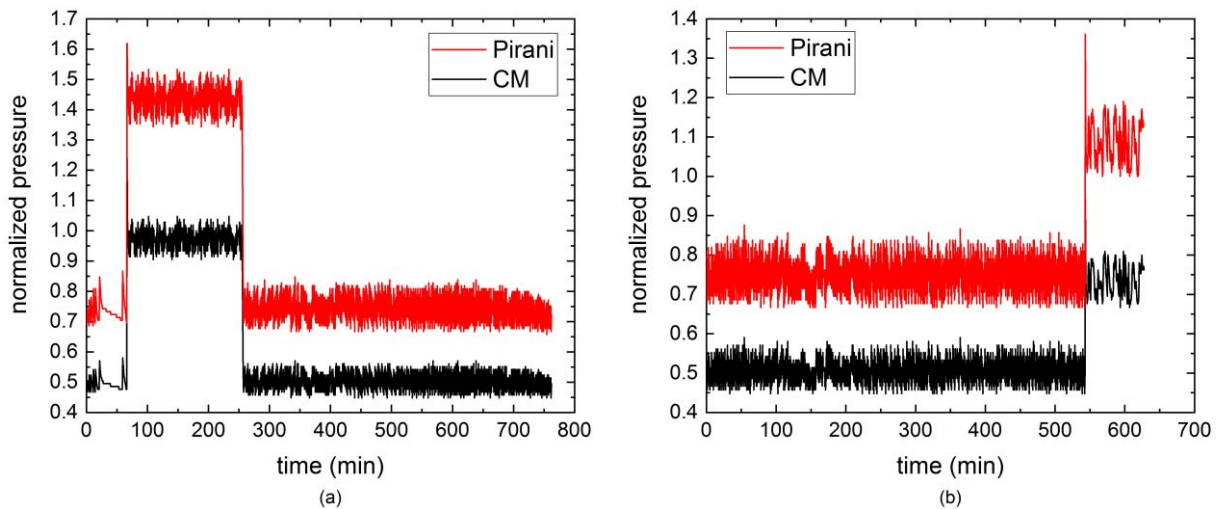 1.7
1.6
1.5
1.4
1.3
1.2
1.1
1.0
0.9
0.8
0.7
0.6
0.5
0.4
normalized pressure
Pirani
CM
0 100 200 300 400 500 600 700 800
time (min)
(a)
1.4
1.3
1.2
1.1
1.0
0.9
0.8
0.7
0.6
0.5
0.4
normalized pressure
Pirani
CM
0 100 200 300 400 500 600 700
time (min)
(b)